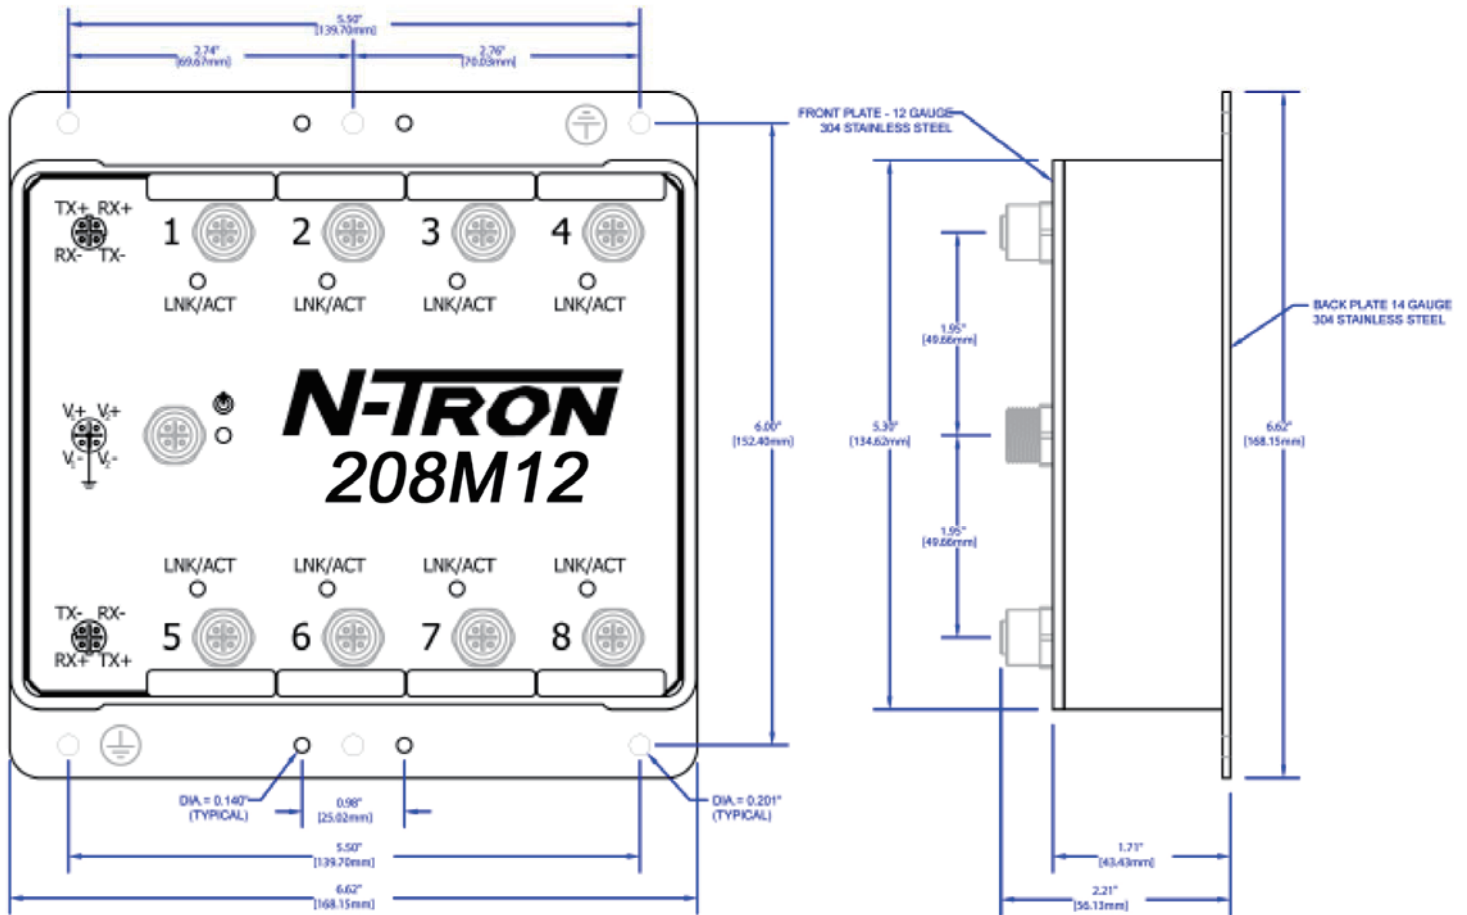 5.50"
[139.70mm]
2.74"
[69.67mm]
2.76"
[70.03mm]
FRONT PLATE - 12 GAUGE
304 STAINLESS STEEL
TX+ RX+
RX- TX-
1 2 3 4
LNK/ACT LNK/ACT LNK/ACT LNK/ACT
BACK PLATE 14 GAUGE
304 STAINLESS STEEL
1.95"
[49.66mm]
V1+ V2+
V1- V2-
N-TRON
208M12
6.00"
[152.40mm]
5.30"
[134.62mm]
6.62"
[168.15mm]
1.95"
[49.66mm]
LNK/ACT LNK/ACT LNK/ACT LNK/ACT
TX- RX-
RX+ TX+
5 6 7 8
DIA. = 0.140"
(TYPICAL)
0.98"
[25.02mm]
DIA. = 0.201"
(TYPICAL)
5.50"
[139.70mm]
1.71"
[43.43mm]
6.62"
[168.15mm]
2.21"
[56.13mm]